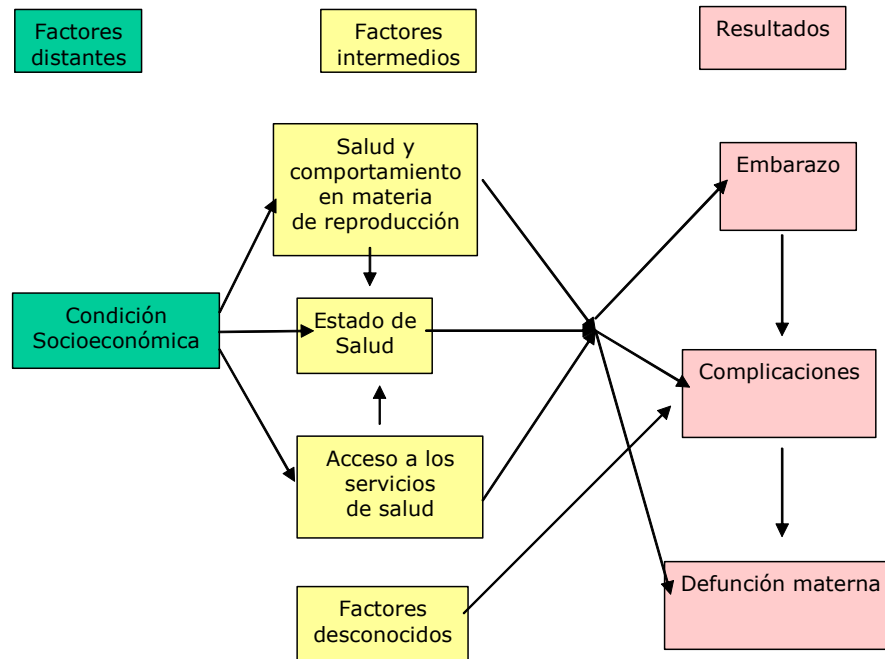 Factores
distantes
Factores
intermedios
Resultados
Salud y
comportamiento
en materia
de reproducción
Embarazo
Condición
Socioeconómica
Estado de
Salud
Complicaciones
Acceso a los
servicios
de salud
Factores
desconocidos
Defunción materna